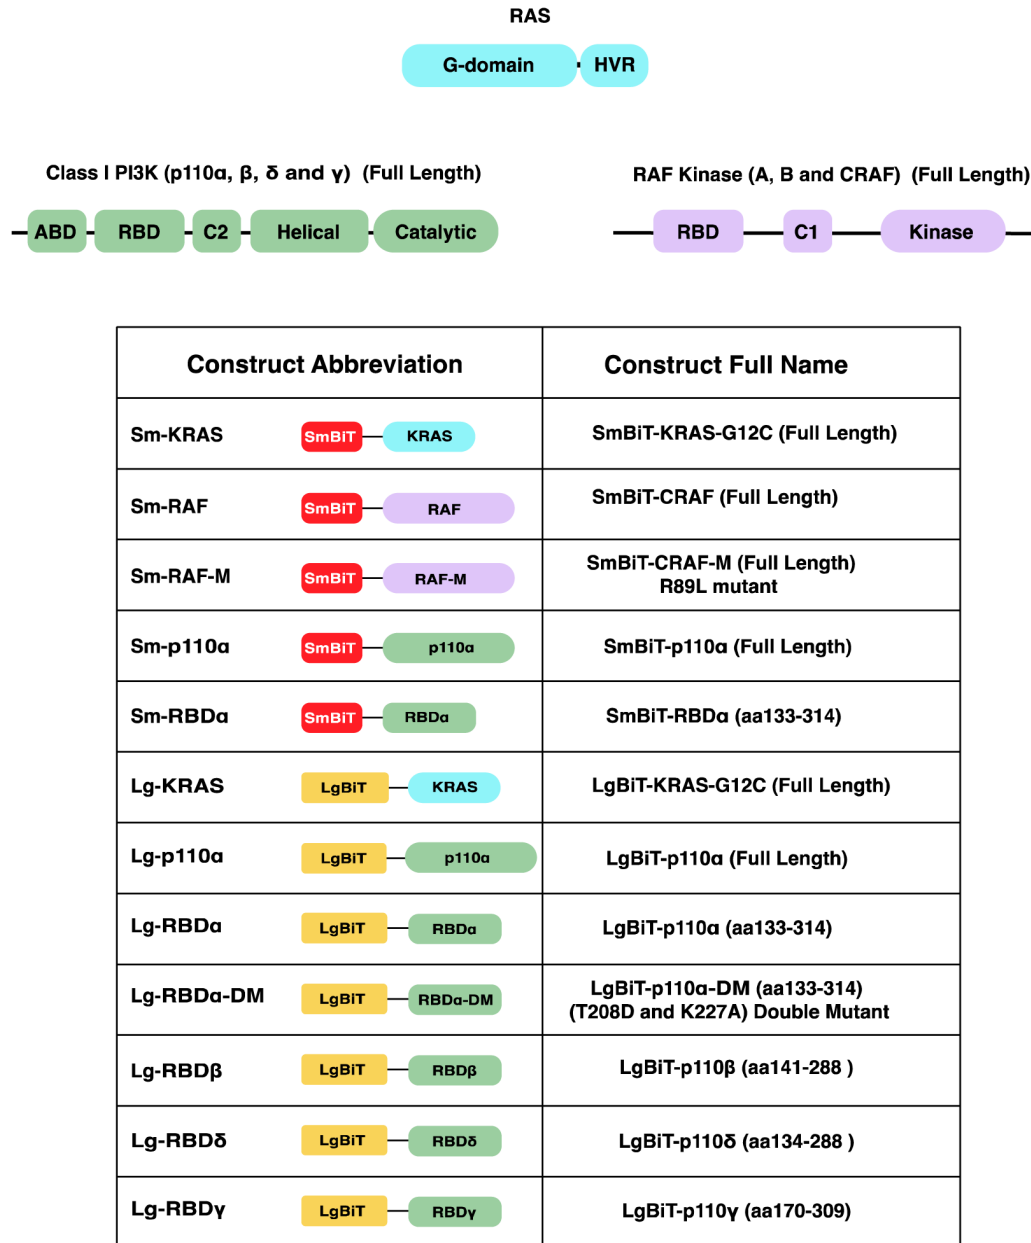 RAS
G-domain HVR
Class I PI3K (p110α, β, δ and γ) (Full Length)
RAF Kinase (A, B and CRAF) (Full Length)
ABD RBD C2 Helical Catalytic
RBD C1 Kinase
Construct Abbreviation Construct Full Name
Sm-KRAS SmBiT KRAS SmBiT-KRAS-G12C (Full Length)
Sm-RAF SmBiT RAF SmBiT-CRAF (Full Length)
Sm-RAF-M SmBiT RAF-M SmBiT-CRAF-M (Full Length)
R89L mutant
Sm-p110α SmBiT p110α SmBiT-p110α (Full Length)
Sm-RBDα SmBiT RBDα SmBiT-RBDα (aa133-314)
Lg-KRAS LgBiT KRAS LgBiT-KRAS-G12C (Full Length)
Lg-p110α LgBiT p110α LgBiT-p110α (Full Length)
Lg-RBDα LgBiT RBDα LgBiT-p110α (aa133-314)
Lg-RBDα-DM LgBiT RBDα-DM LgBiT-p110α-DM (aa133-314)
(T208D and K227A) Double Mutant
Lg-RBDβ LgBiT RBDβ LgBiT-p110β (aa141-288 )
Lg-RBDδ LgBiT RBDδ LgBiT-p110δ (aa134-288 )
Lg-RBDγ LgBiT RBDγ LgBiT-p110γ (aa170-309)